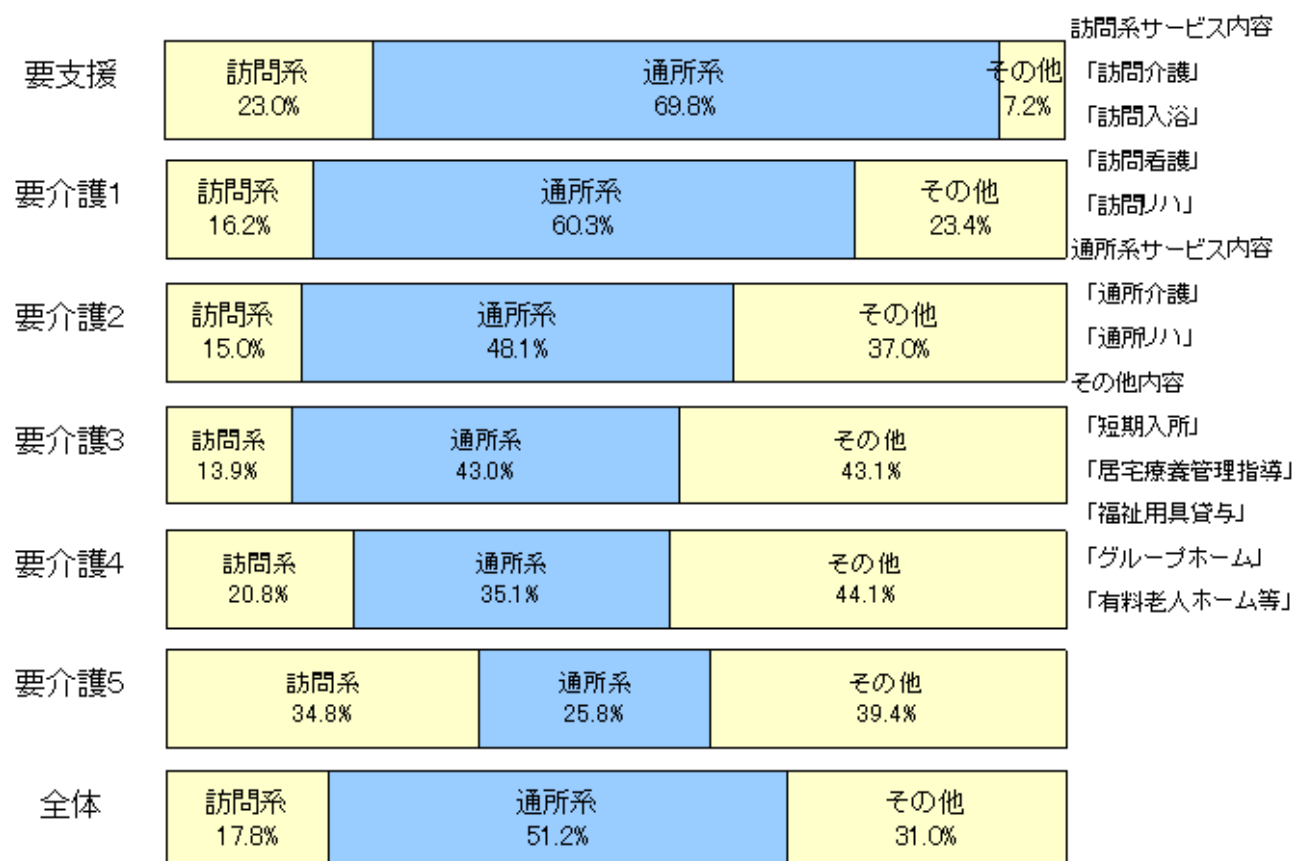 要支援
訪問系
23.0%
通所系
69.8%
その他
7.2%
要介護1
訪問系
16.2%
通所系
60.3%
その他
23.4%
要介護2
訪問系
15.0%
通所系
48.1%
その他
37.0%
要介護3
訪問系
13.9%
通所系
43.0%
その他
43.1%
要介護4
訪問系
20.8%
通所系
35.1%
その他
44.1%
要介護5
訪問系
34.8%
通所系
25.8%
その他
39.4%
全体
訪問系
17.8%
通所系
51.2%
その他
31.0%
訪問系サービス内容
「訪問介護」
「訪問入浴」
「訪問看護」
「訪問リハ」
通所系サービス内容
「通所介護」
「通所リハ」
その他内容
「短期入所」
「居宅療養管理指導」
「福祉用具貸与」
「グループホーム」
「有料老人ホーム等」